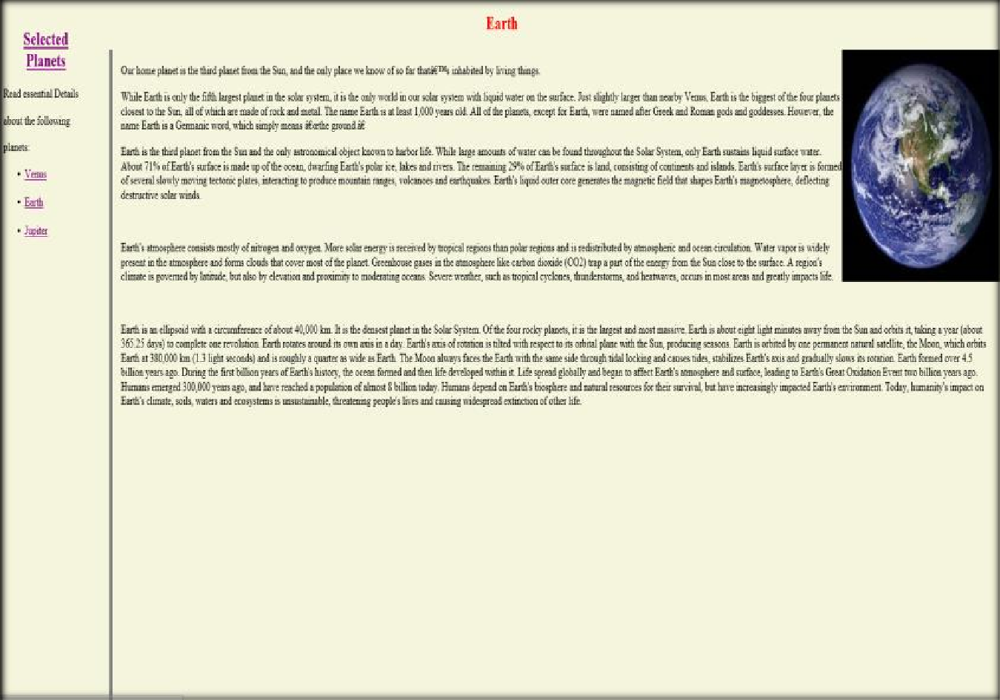 Earth
Selected
Planets
Read essential Details
about the following
planets:
• Venus
• Earth
• Jupiter
Our home planet is the third planet from the Sun, and the only place we know of so far thatâ€™s inhabited by living things.
While Earth is only the fifth largest planet in the solar system, it is the only world in our solar system with liquid water on the surface. Just slightly larger than nearby Venus, Earth is the biggest of the four planets
closest to the Sun, all of which are made of rock and metal. The name Earth is at least 1,000 years old. All of the planets, except for Earth, were named after Greek and Roman gods and goddesses. However, the
name Earth is a Germanic word, which simply means â€œthe ground.â€
Earth is the third planet from the Sun and the only astronomical object known to harbor life. While large amounts of water can be found throughout the Solar System, only Earth sustains liquid surface water.
About 71% of Earth's surface is made up of the ocean, dwarfing Earth's polar ice, lakes and rivers. The remaining 29% of Earth's surface is land, consisting of continents and islands. Earth's surface layer is formed
of several slowly moving tectonic plates, interacting to produce mountain ranges, volcanoes and earthquakes. Earth's liquid outer core generates the magnetic field that shapes Earth's magnetosphere, deflecting
destructive solar winds.
Earth's atmosphere consists mostly of nitrogen and oxygen. More solar energy is received by tropical regions than polar regions and is redistributed by atmospheric and ocean circulation. Water vapor is widely
present in the atmosphere and forms clouds that cover most of the planet. Greenhouse gases in the atmosphere like carbon dioxide (CO2) trap a part of the energy from the Sun close to the surface. A region's
climate is governed by latitude, but also by elevation and proximity to moderating oceans. Severe weather, such as tropical cyclones, thunderstorms, and heatwaves, occurs in most areas and greatly impacts life.
Earth is an ellipsoid with a circumference of about 40,000 km. It is the densest planet in the Solar System. Of the four rocky planets, it is the largest and most massive. Earth is about eight light minutes away from the Sun and orbits it, taking a year (about
365.25 days) to complete one revolution. Earth rotates around its own axis in a day. Earth's axis of rotation is tilted with respect to its orbital plane with the Sun, producing seasons. Earth is orbited by one permanent natural satellite, the Moon, which orbits
Earth at 380,000 km (1.3 light seconds) and is roughly a quarter as wide as Earth. The Moon always faces the Earth with the same side through tidal locking and causes tides, stabilizes Earth's axis and gradually slows its rotation. Earth formed over 4.5
billion years ago. During the first billion years of Earth's history, the ocean formed and then life developed within it. Life spread globally and began to affect Earth's atmosphere and surface, leading to Earth's Great Oxidation Event two billion years ago.
Humans emerged 300,000 years ago, and have reached a population of almost 8 billion today. Humans depend on Earth's biosphere and natural resources for their survival, but have increasingly impacted Earth's environment. Today, humanity's impact on
Earth's climate, soils, waters and ecosystems is unsustainable, threatening people's lives and causing widespread extinction of other life.